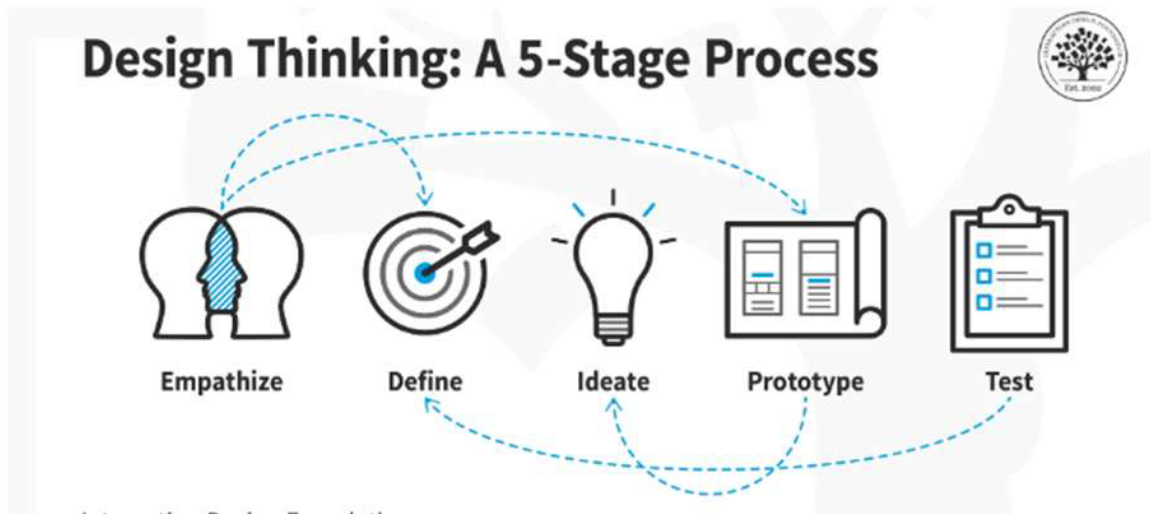 Design Thinking: A 5-Stage Process
Est. 2002
Empathize
Define
Ideate
Prototype
Test